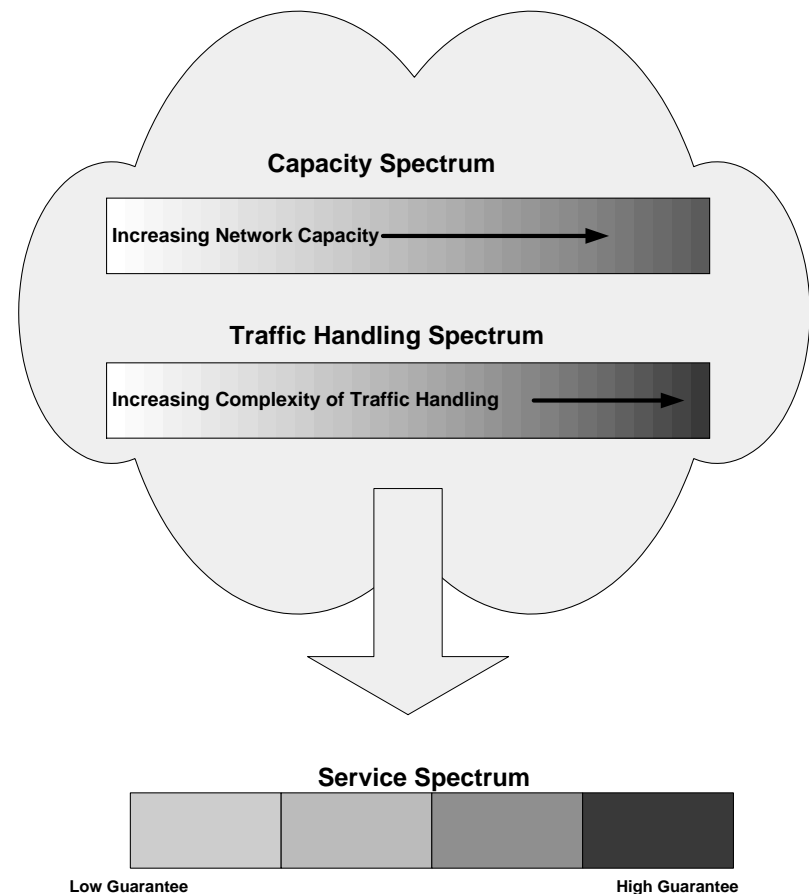 Capacity Spectrum
Increasing Network Capacity
Traffic Handling Spectrum
Increasing Complexity of Traffic Handling
Service Spectrum
Low Guarantee
High Guarantee